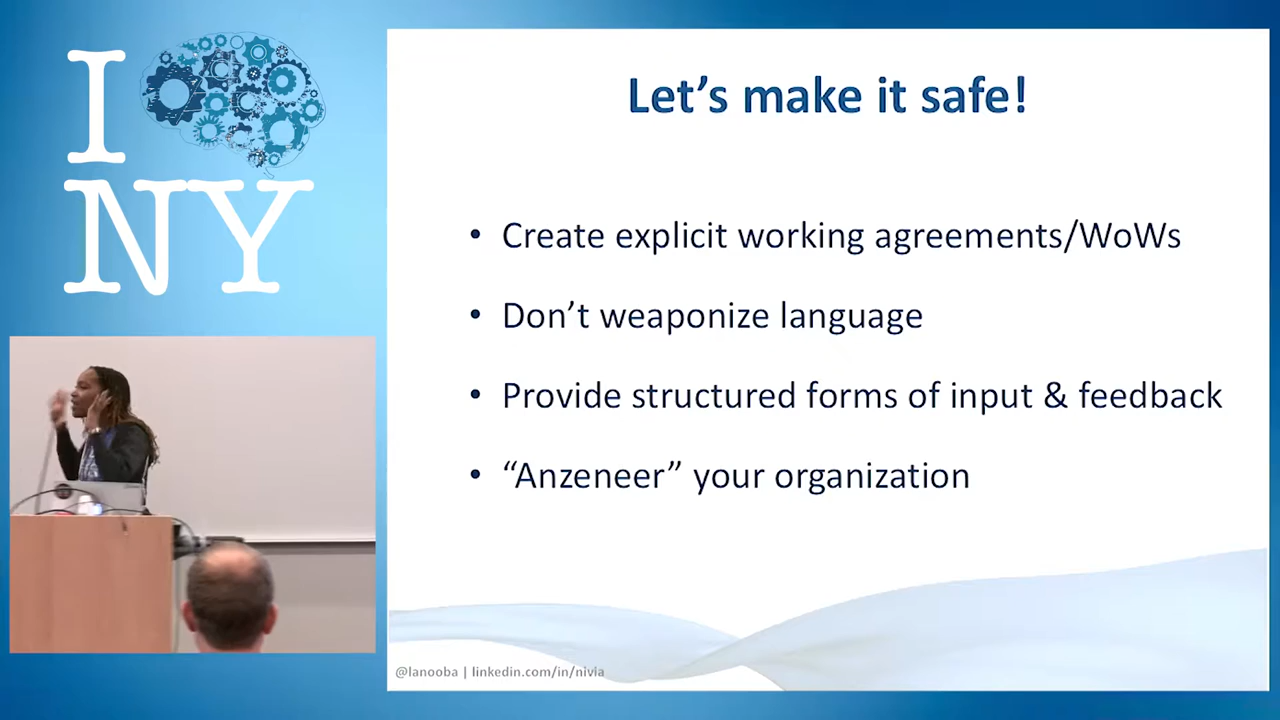 I
NY
Let's make it safe!
• Create explicit working agreements/WoWs
• Don't weaponize language
• Provide structured forms of input & feedback
• “Anzeneer” your organization
@lanooba | linkedin.com/in/nivia